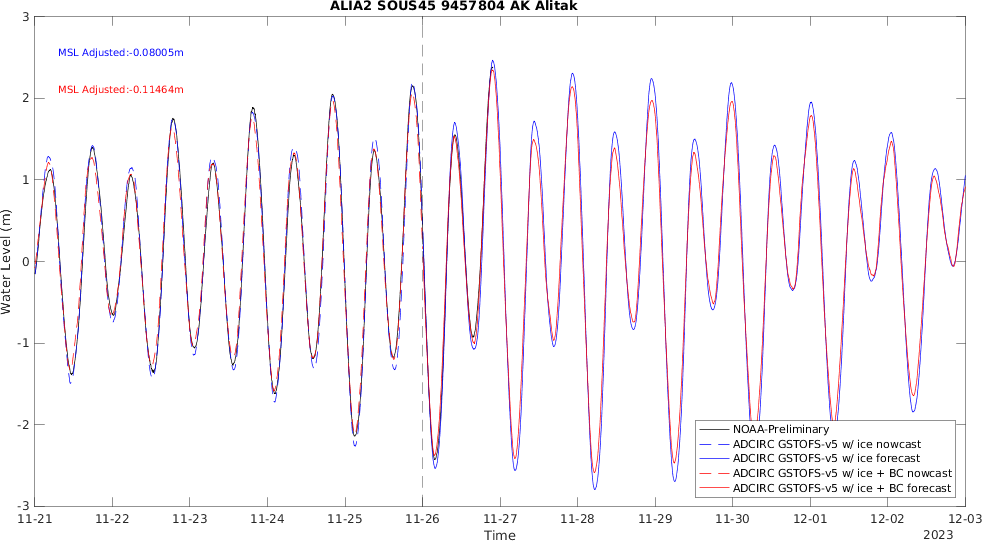 ALIA2 SOUS45 9457804 AK Alitak
3
2
1
0
-1
-2
-3
Water Level (m)
MSL Adjusted:-0.08005m
MSL Adjusted:-0.11464m
NOAA-Preliminary
ADCIRC GSTOFS-v5 w/ ice nowcast
ADCIRC GSTOFS-v5 w/ ice forecast
ADCIRC GSTOFS-v5 w/ ice + BC nowcast
ADCIRC GSTOFS-v5 w/ ice + BC forecast
11-21 11-22 11-23 11-24 11-25 11-26 11-27 11-28 11-29 11-30 12-01 12-02 12-03
Time
2023